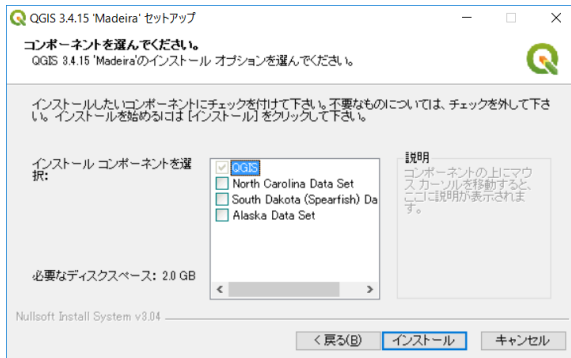 QGIS 3.4.15 'Madeira' セットアップ
コンポーネントを選んでください。
QGIS 3.4.15 'Madeira'のインストール オプションを選んでください。
インストールしたいコンポーネントにチェックを付けて下さい。不要なものについては、チェックを外して下さ
い。 インストールを始めるには [インストール] をクリックして下さい。
インストール コンポーネントを選
択:
QGIS
North Carolina Data Set
South Dakota (Spearfish) Da
Alaska Data Set
説明
コンポーネントの上にマウ
ス カーソルを移動すると、
ここに説明が表示されま
す。
必要なディスクスペース: 2.0 GB
Nullsoft Install System v3.04
< 戻る(B)
インストール
キャンセル